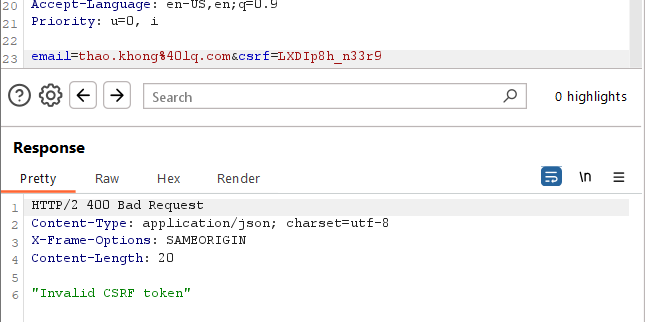 20 Accept-Language: en-US,en;q=0.9
21 Priority: u=0, i
22
23 email=thao.khong%40lq.com&csrf=LXDIp8h_n33r9
Search 0 highlights
Response
Pretty Raw Hex Render \n
1 HTTP/2 400 Bad Request
2 Content-Type: application/json; charset=utf-8
3 X-Frame-Options: SAMEORIGIN
4 Content-Length: 20
5
6 "Invalid CSRF token"